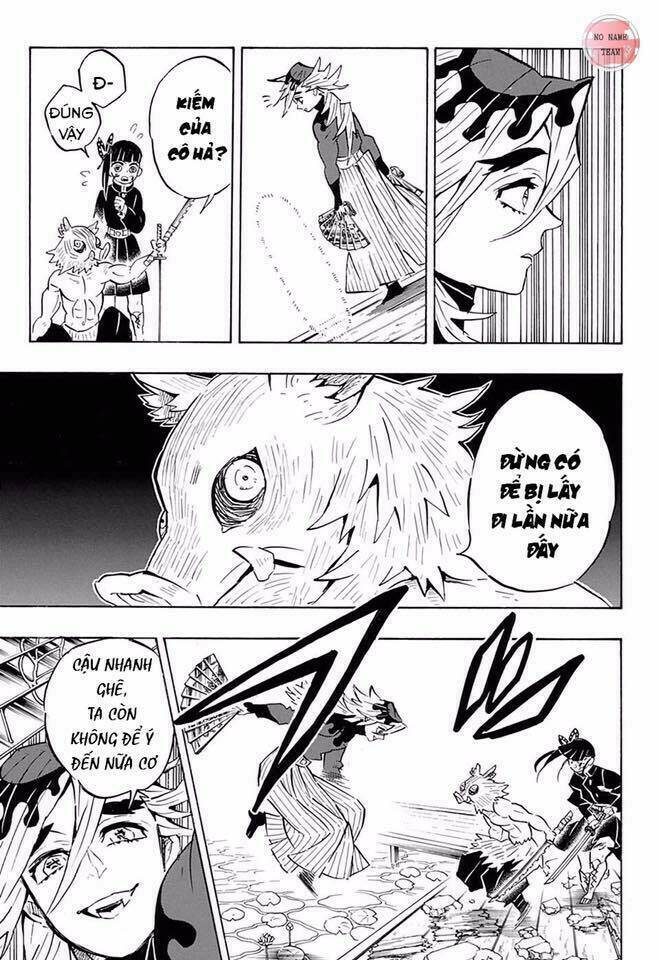 NO NAME
TEAM
KIẾM
CỦA
CÔ HẢ?
Đ-
ĐÚNG
VẬY
ĐỪNG CÓ
ĐỂ BỊ LẤY
ĐI LẦN NỮA
ĐẤY
CẬU NHANH
GHÊ,
TA CÒN
KHÔNG ĐỂ Ý
ĐẾN NỮA CƠ